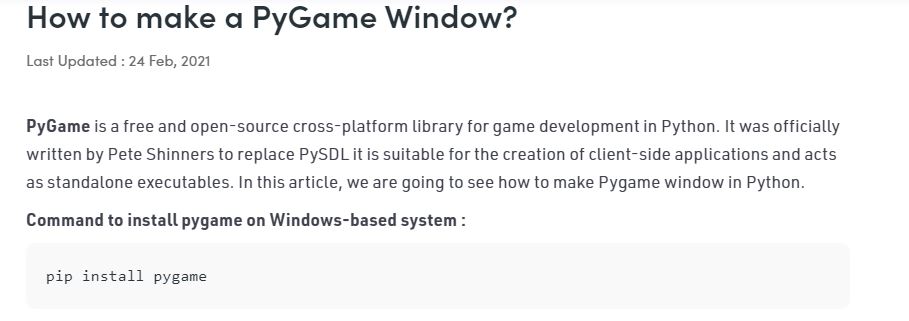 How to make a PyGame Window?
Last Updated : 24 Feb, 2021
PyGame is a free and open-source cross-platform library for game development in Python. It was officially
written by Pete Shinners to replace PySDL it is suitable for the creation of client-side applications and acts
as standalone executables. In this article, we are going to see how to make Pygame window in Python.
Command to install pygame on Windows-based system :
pip install pygame